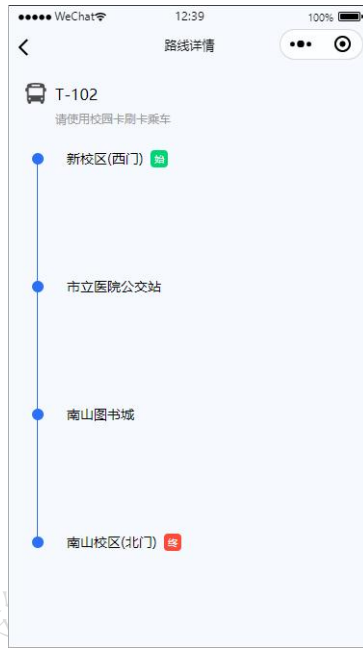 WeChat 12:39 100%
路线详情
T-102
请使用校园卡刷卡乘车
新校区(西门) 始
市立医院公交站
南山图书城
南山校区(北门) 终